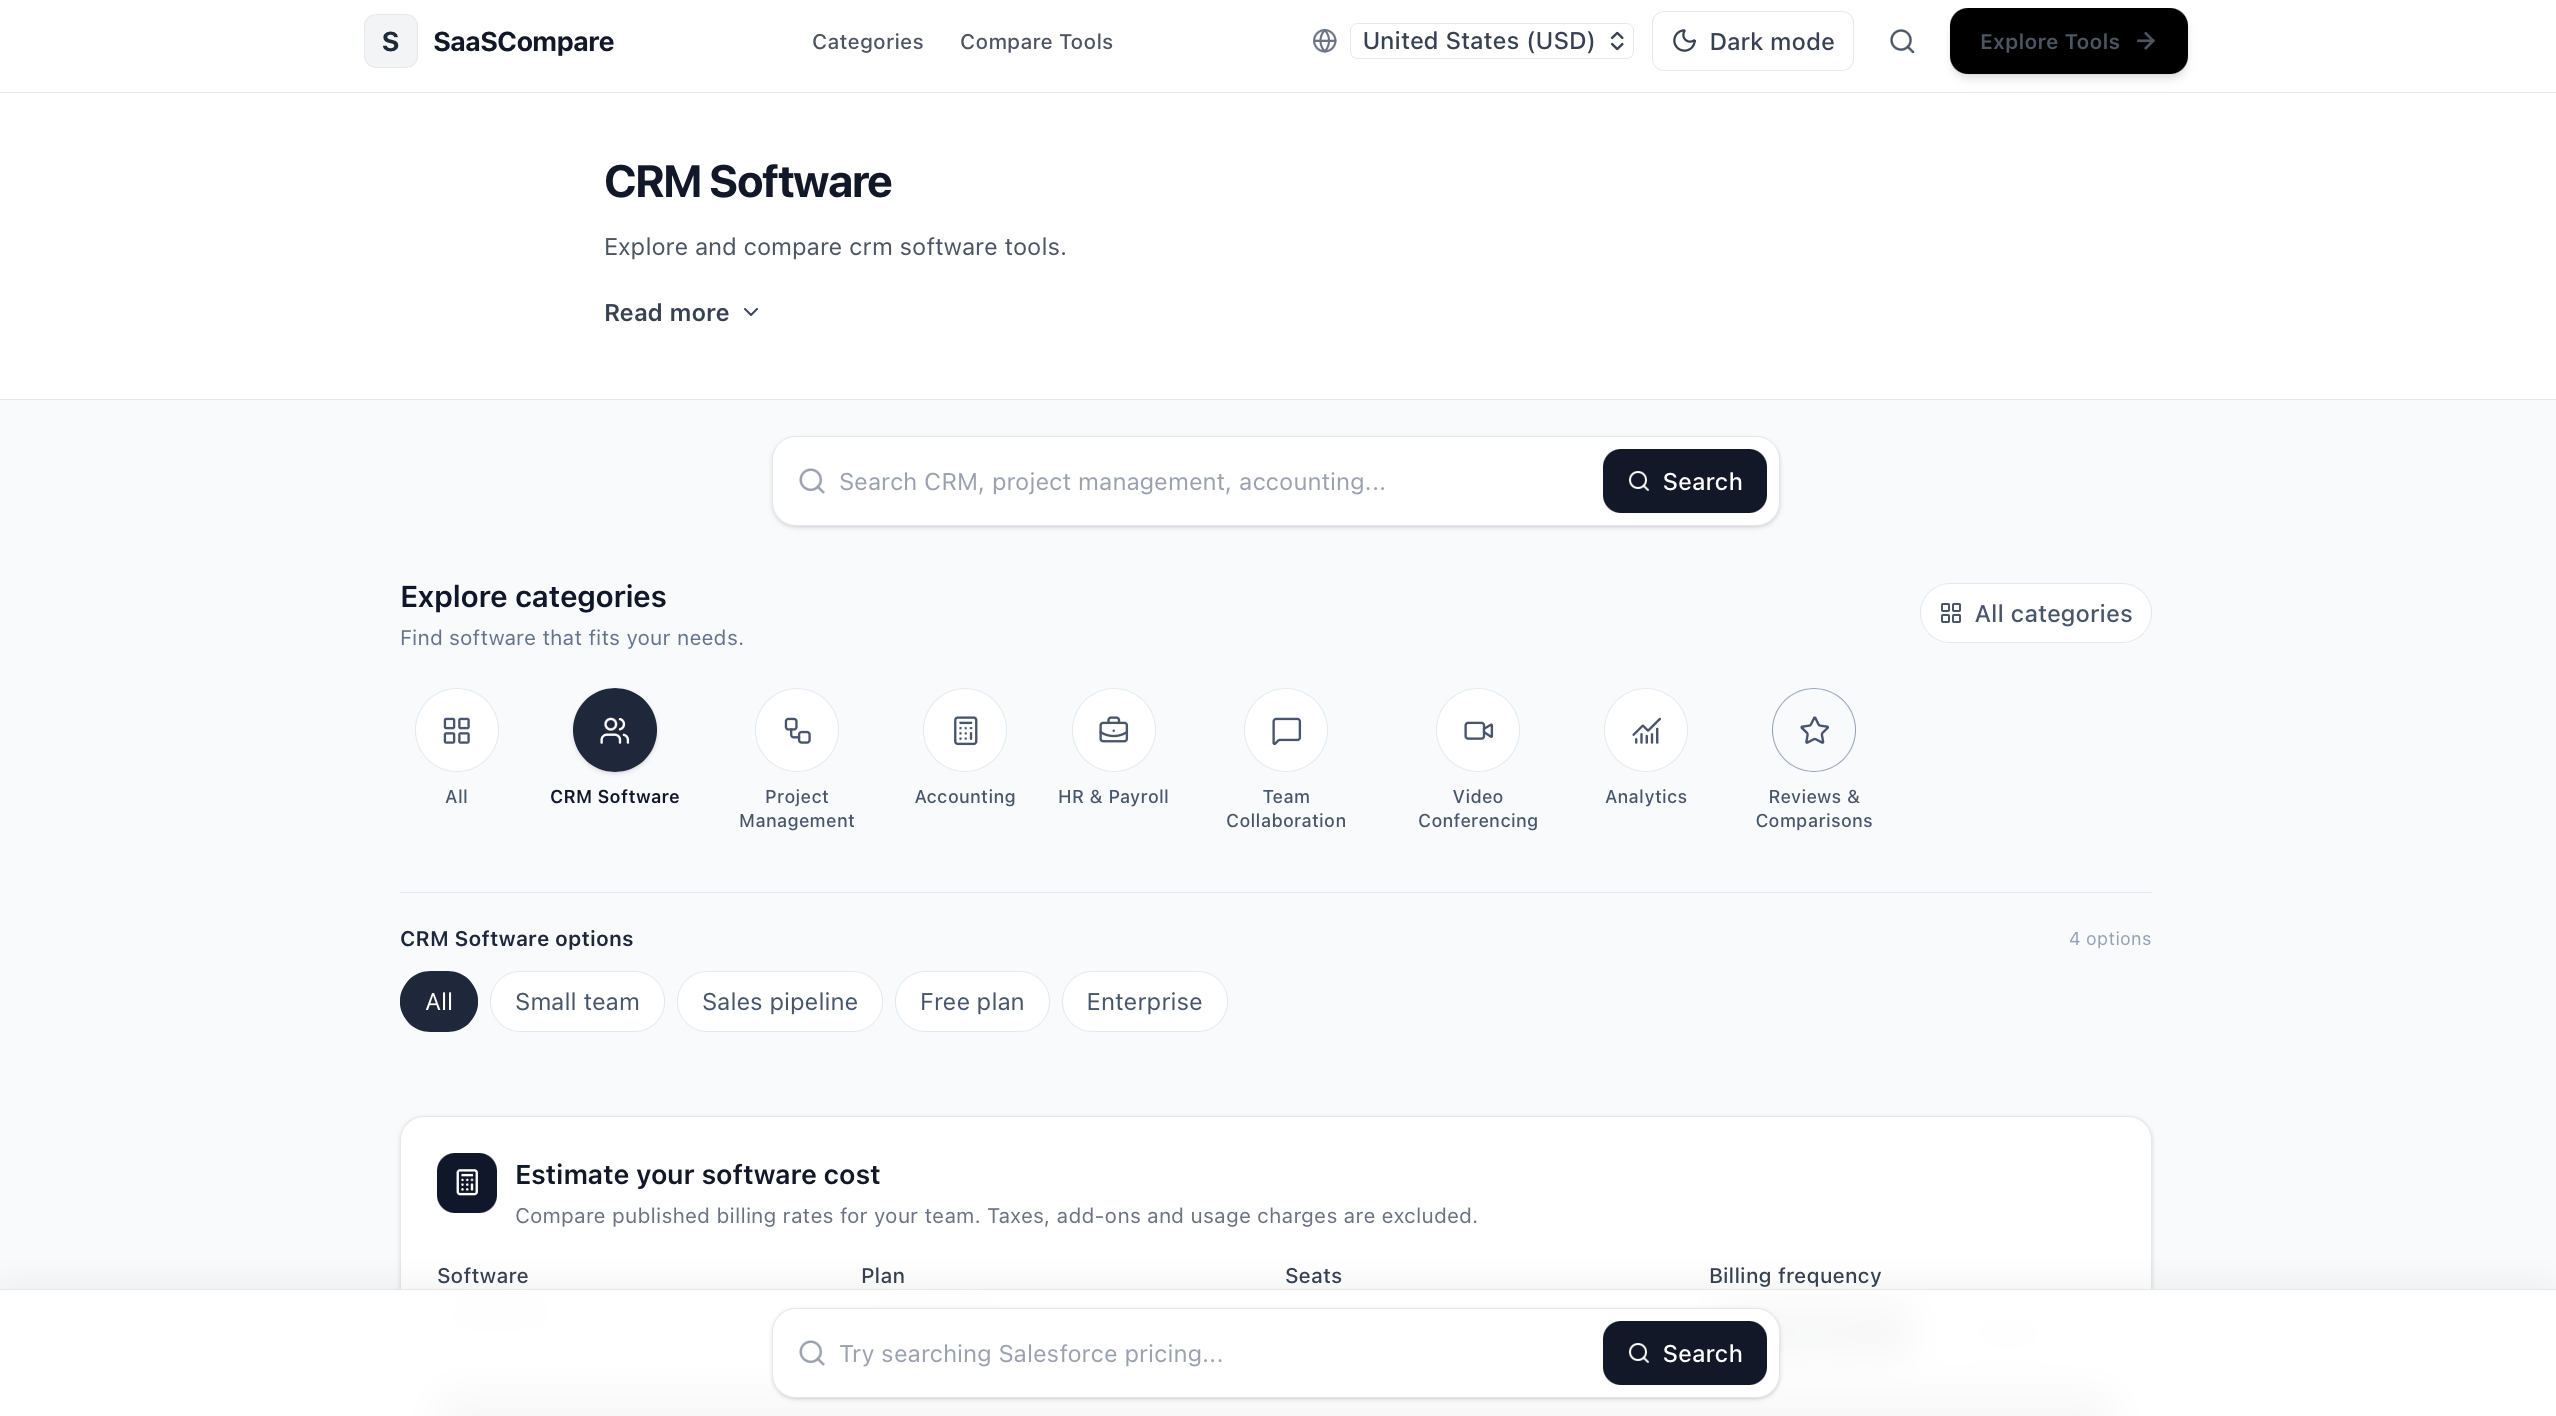 S SaaSCompare Categories Compare Tools United States (USD) Dark mode Explore Tools
CRM Software
Explore and compare crm software tools.
Read more
Search CRM, project management, accounting... Search
Explore categories
Find software that fits your needs.
All categories
All
CRM Software
Project
Management
Accounting
HR & Payroll
Team
Collaboration
Video
Conferencing
Analytics
Reviews &
Comparisons
CRM Software options
4 options
All Small team Sales pipeline Free plan Enterprise
Estimate your software cost
Compare published billing rates for your team. Taxes, add-ons and usage charges are excluded.
Software Plan Seats Billing frequency
Try searching Salesforce pricing... Search